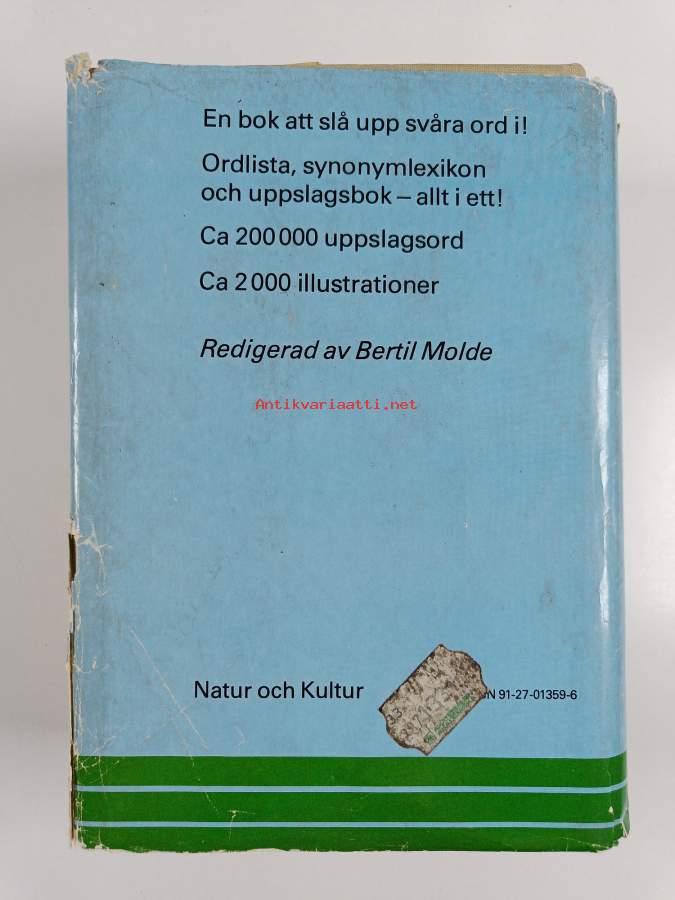 En bok att slå upp svåra ord i!
Ordlista, synonymlexikon
och uppslagsbok – allt i ett!
Ca 200 000 uppslagsord
Ca 2 000 illustrationer
Redigerad av Bertil Molde
Antikvariaatti.net
Natur och Kultur
N 91-27-01359-6